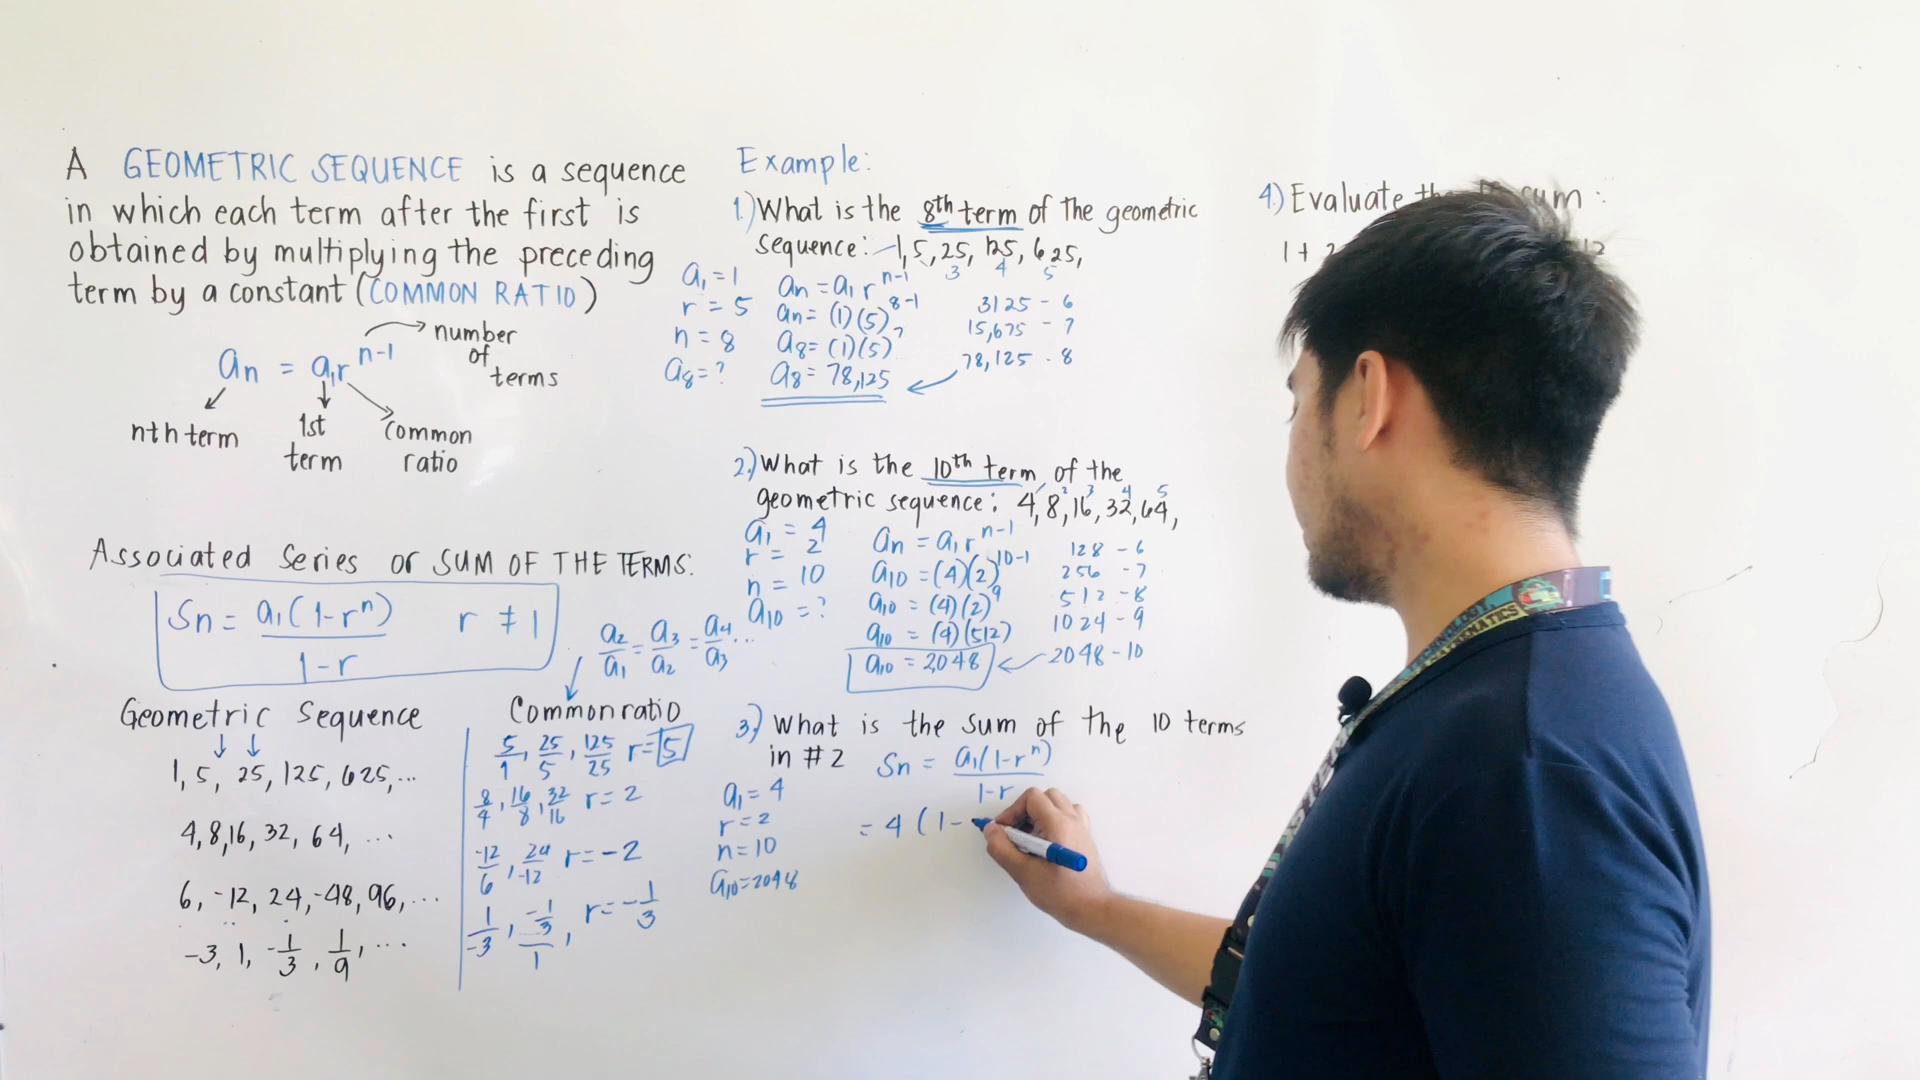 A GEOMETRIC SEQUENCE is a sequence
in which each term after the first is
obtained by multiplying the preceding
term by a constant (COMMON RATIO)
an = a₁r^(n-1)
number
of
terms
nth term
1st
term
common
ratio
Associated Series or SUM OF THE TERMS:
Sn = a₁(1-rⁿ) / 1-r r ≠ 1
a₂/a₁ = a₃/a₂ = a₄/a₃ ...
Geometric Sequence
1, 5, 25, 125, 625, ...
4, 8, 16, 32, 64, ...
6, -12, 24, -48, 96, ...
-3, 1, -1/3, 1/9, ...
Common ratio
5/1, 25/5, 125/25 r = 5
8/4, 16/8, 32/16 r = 2
-12/6, 24/-12 r = -2
1/-3, -1/3/1, r = -1/3
Example:
1.) What is the 8th term of the geometric
sequence: 1, 5, 25, 125, 625,
3 4 5
a₁ = 1
r = 5
n = 8
a₈ = ?
an = a₁ r^(n-1)
an = (1)(5)^(8-1)
a₈ = (1)(5)^7
a₈ = 78,125
3125 - 6
15,675 - 7
78,125 - 8
2.) What is the 10th term of the
geometric sequence: 4, 8, 16, 32, 64,
2 3 4 5
a₁ = 4
r = 2
n = 10
a₁₀ = ?
an = a₁ r^(n-1)
a₁₀ = (4)(2)^(10-1)
a₁₀ = (4)(2)^9
a₁₀ = (4)(512)
a₁₀ = 2048
128 - 6
256 - 7
512 - 8
1024 - 9
2048 - 10
3.) What is the sum of the 10 terms
in #2
Sn = a₁(1-rⁿ) / 1-r
= 4 (1-
a₁ = 4
r = 2
n = 10
a₁₀ = 2048
4.) Evaluate the sum :
1 +
MATHEMATICS